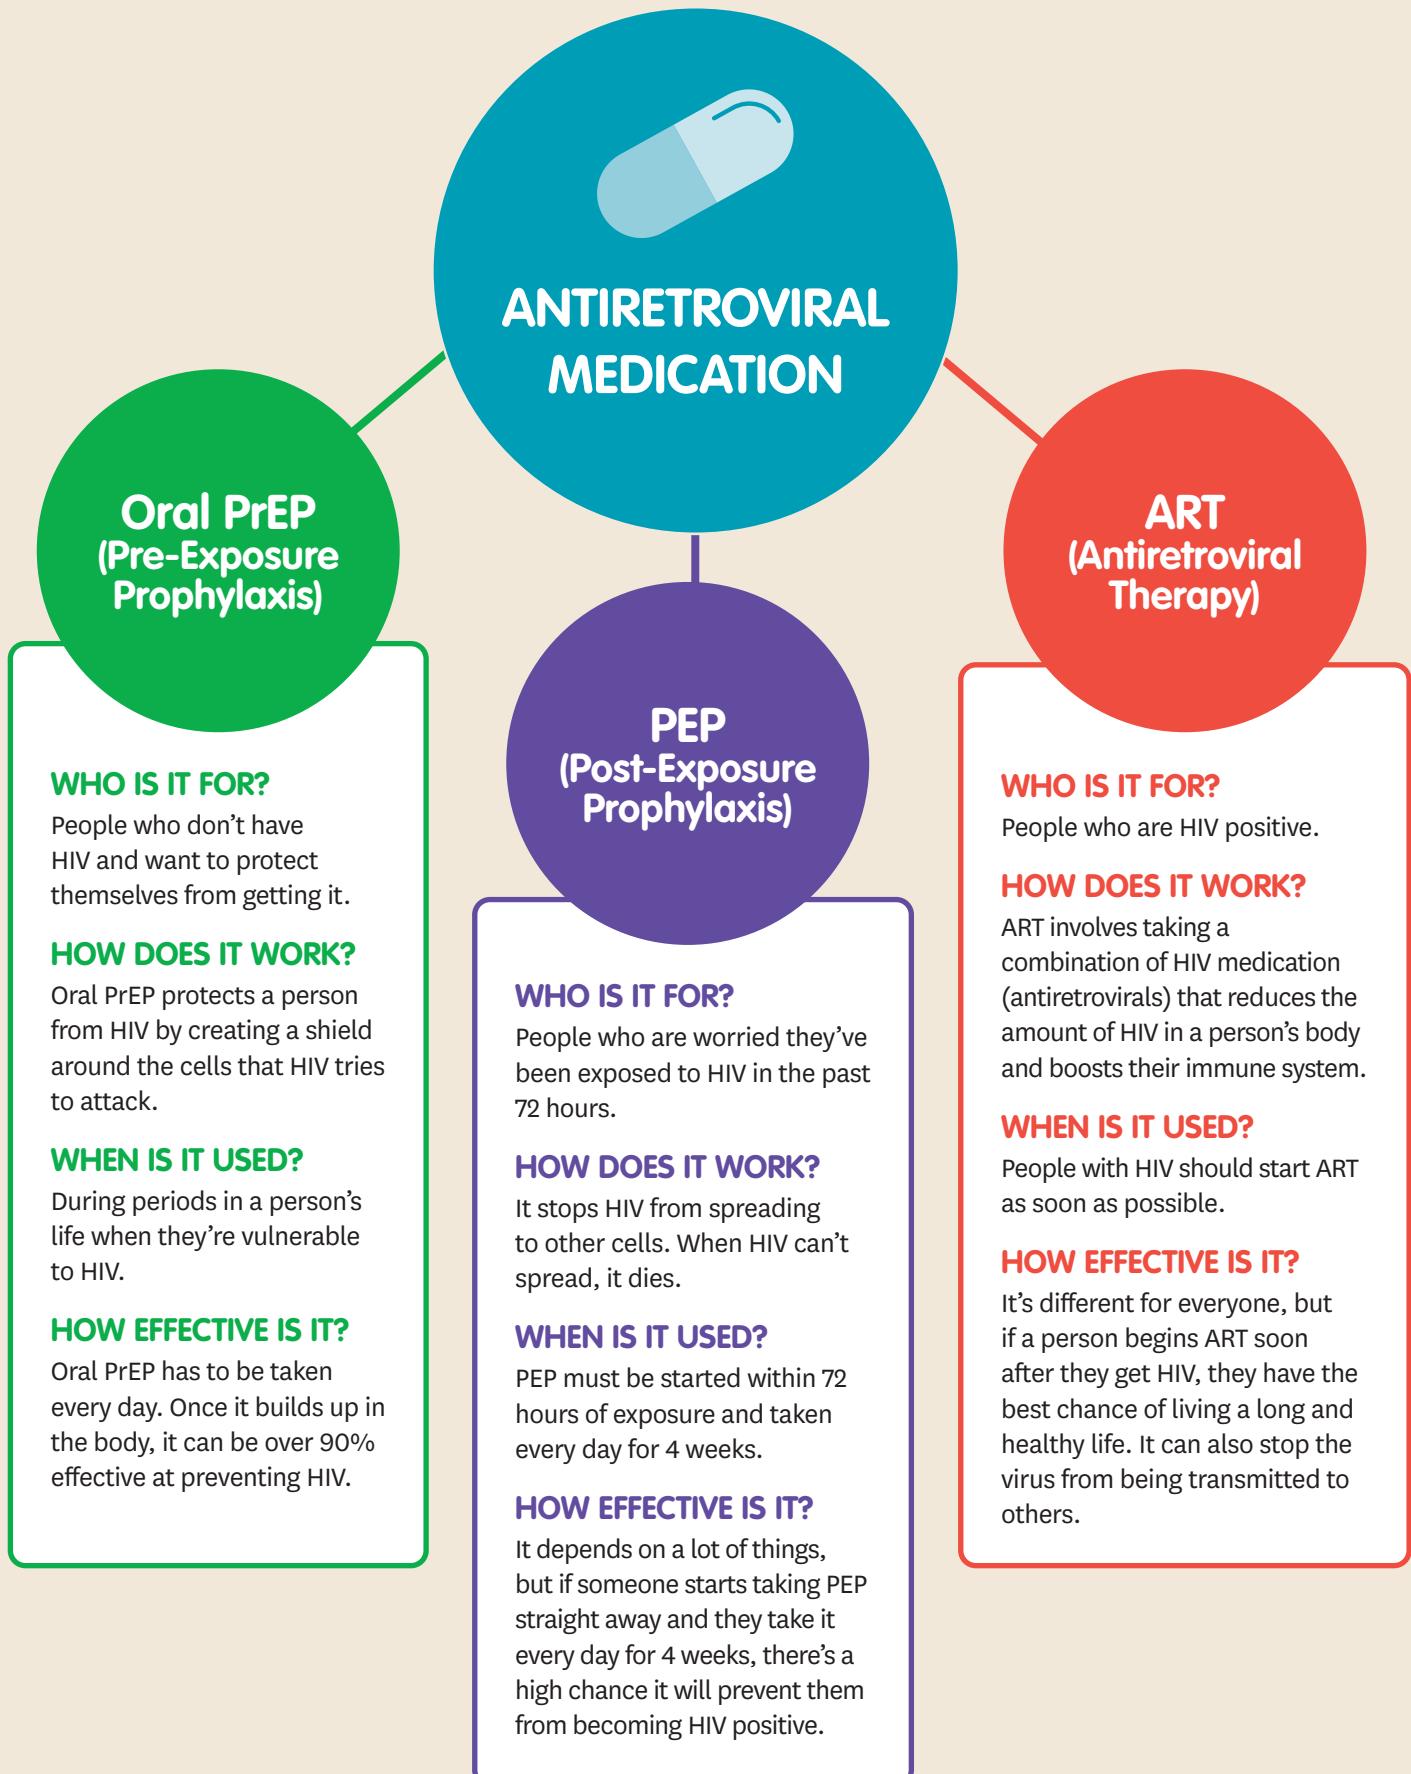 ANTIRETROVIRAL
MEDICATION
Oral PrEP
(Pre-Exposure
Prophylaxis)
WHO IS IT FOR?
People who don’t have
HIV and want to protect
themselves from getting it.
HOW DOES IT WORK?
Oral PrEP protects a person
from HIV by creating a shield
around the cells that HIV tries
to attack.
WHEN IS IT USED?
During periods in a person’s
life when they’re vulnerable
to HIV.
HOW EFFECTIVE IS IT?
Oral PrEP has to be taken
every day. Once it builds up in
the body, it can be over 90%
effective at preventing HIV.
PEP
(Post-Exposure
Prophylaxis)
WHO IS IT FOR?
People who are worried they’ve
been exposed to HIV in the past
72 hours.
HOW DOES IT WORK?
It stops HIV from spreading
to other cells. When HIV can’t
spread, it dies.
WHEN IS IT USED?
PEP must be started within 72
hours of exposure and taken
every day for 4 weeks.
HOW EFFECTIVE IS IT?
It depends on a lot of things,
but if someone starts taking PEP
straight away and they take it
every day for 4 weeks, there’s a
high chance it will prevent them
from becoming HIV positive.
ART
(Antiretroviral
Therapy)
WHO IS IT FOR?
People who are HIV positive.
HOW DOES IT WORK?
ART involves taking a
combination of HIV medication
(antiretrovirals) that reduces the
amount of HIV in a person’s body
and boosts their immune system.
WHEN IS IT USED?
People with HIV should start ART
as soon as possible.
HOW EFFECTIVE IS IT?
It’s different for everyone, but
if a person begins ART soon
after they get HIV, they have the
best chance of living a long and
healthy life. It can also stop the
virus from being transmitted to
others.